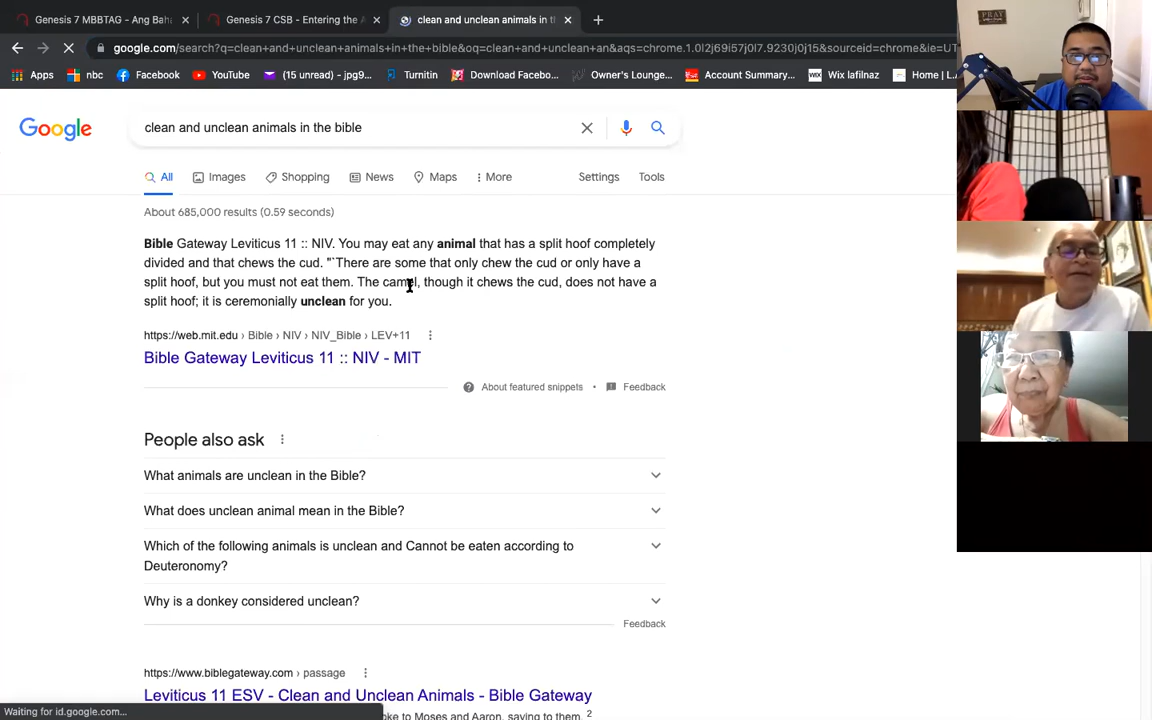 Genesis 7 MBBTAG - Ang Bah
Genesis 7 CSB - Entering the A
clean and unclean animals in th
google.com/search?q=clean+and+unclean+animals+in+the+bible&oq=clean+and+unclean+an&aqs=chrome.1.0l2j69i57j0l7.9230j0j15&sourceid=chrome&ie=UT
Apps nbc Facebook YouTube (15 unread) - jpg9... Turnitin Download Facebo... Owner's Lounge... Account Summary... Wix lafilnaz Home | L.A
Google clean and unclean animals in the bible
All Images Shopping News Maps More Settings Tools
About 685,000 results (0.59 seconds)
Bible Gateway Leviticus 11 :: NIV. You may eat any animal that has a split hoof completely
divided and that chews the cud. "`There are some that only chew the cud or only have a
split hoof, but you must not eat them. The camel, though it chews the cud, does not have a
split hoof; it is ceremonially unclean for you.
https://web.mit.edu › Bible › NIV › NIV_Bible › LEV+11
Bible Gateway Leviticus 11 :: NIV - MIT
About featured snippets • Feedback
People also ask
What animals are unclean in the Bible?
What does unclean animal mean in the Bible?
Which of the following animals is unclean and Cannot be eaten according to
Deuteronomy?
Why is a donkey considered unclean?
Feedback
https://www.biblegateway.com › passage
Leviticus 11 ESV - Clean and Unclean Animals - Bible Gateway
oke to Moses and Aaron, saying to them, 2
Waiting for id.google.com...
PRAY